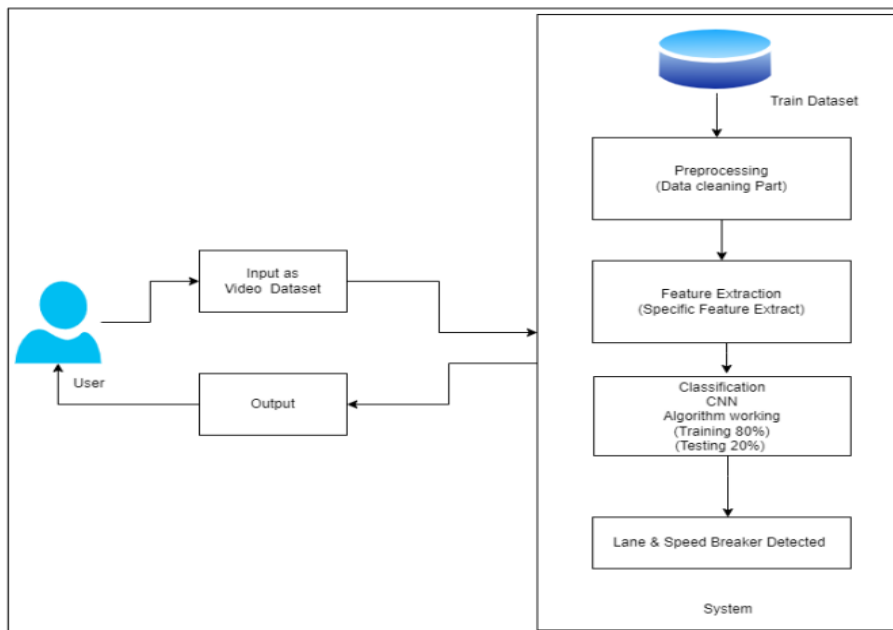 Train Dataset
Preprocessing
(Data cleaning Part)
Input as
Video Dataset
Feature Extraction
(Specific Feature Extract)
User
Output
Classification
CNN
Algorithm working
(Training 80%)
(Testing 20%)
Lane & Speed Breaker Detected
System